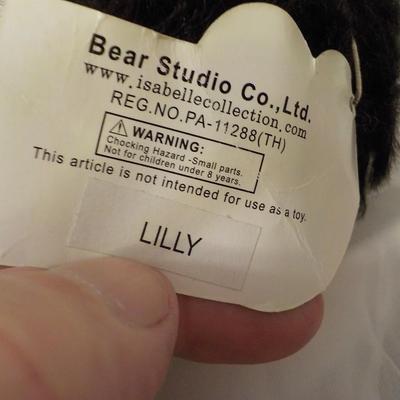 Bear Studio Co.,Ltd.
www.isabellecollection.com
REG.NO.PA-11288(TH)
WARNING:
Chocking Hazard -Small parts.
Not for children under 8 years.
This article is not intended for use as a toy.
LILLY